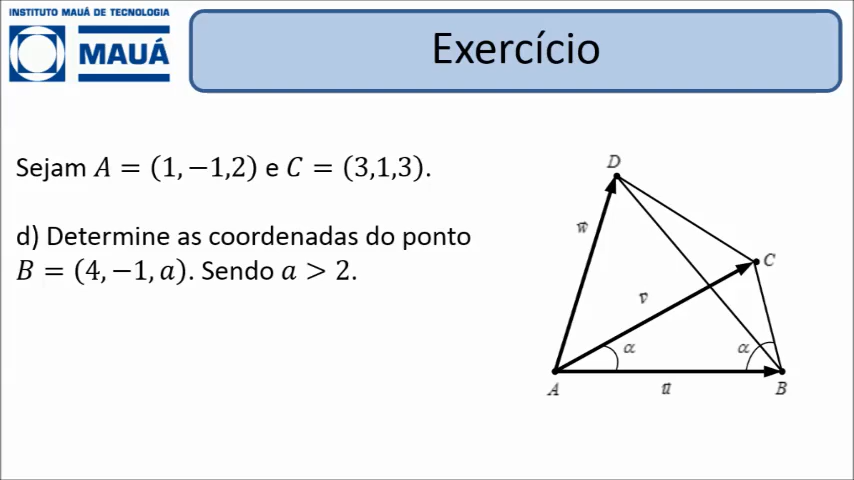 INSTITUTO MAUÁ DE TECNOLOGIA
MAUÁ
Exercício
Sejam A = (1, −1,2) e C = (3,1,3).
d) Determine as coordenadas do ponto
B = (4, −1, a). Sendo a > 2.
D
w⃗
C
v⃗
α
α
A
u⃗
B